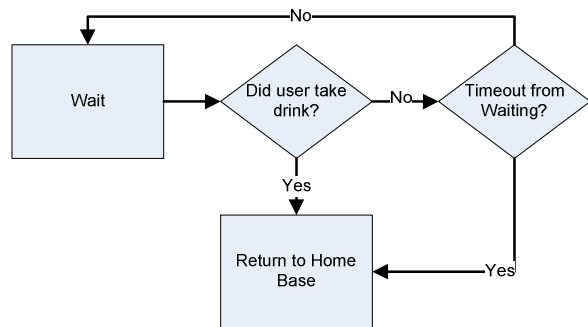 No
Wait
Did user take
drink?
No
Timeout from
Waiting?
Yes
Return to Home
Base
Yes